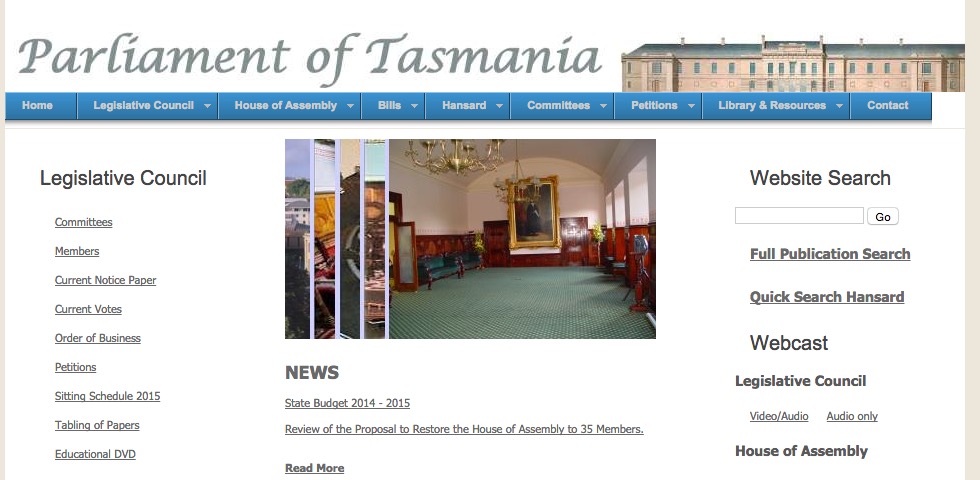 Parliament of Tasmania
Home Legislative Council House of Assembly Bills Hansard Committees Petitions Library & Resources Contact
Legislative Council
Committees
Members
Current Notice Paper
Current Votes
Order of Business
Petitions
Sitting Schedule 2015
Tabling of Papers
Educational DVD
NEWS
State Budget 2014 - 2015
Review of the Proposal to Restore the House of Assembly to 35 Members.
Read More
Website Search
Go
Full Publication Search
Quick Search Hansard
Webcast
Legislative Council
Video/Audio Audio only
House of Assembly